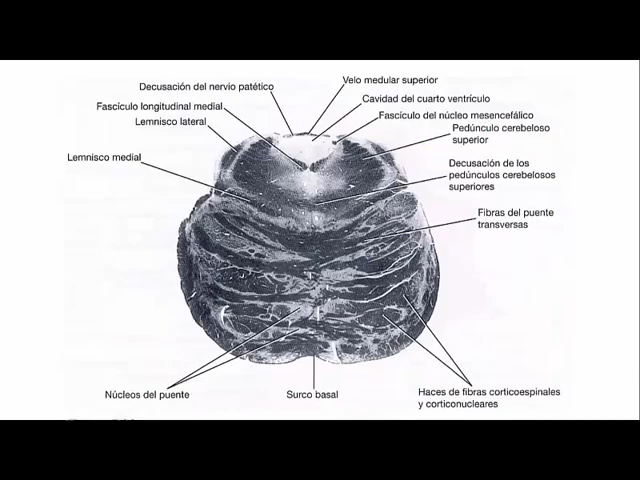 Decusación del nervio patético
Velo medular superior
Fascículo longitudinal medial
Cavidad del cuarto ventrículo
Lemnisco lateral
Fascículo del núcleo mesencefálico
Pedúnculo cerebeloso
superior
Lemnisco medial
Decusación de los
pedúnculos cerebelosos
superiores
Fibras del puente
transversas
Núcleos del puente
Surco basal
Haces de fibras corticoespinales
y corticonucleares